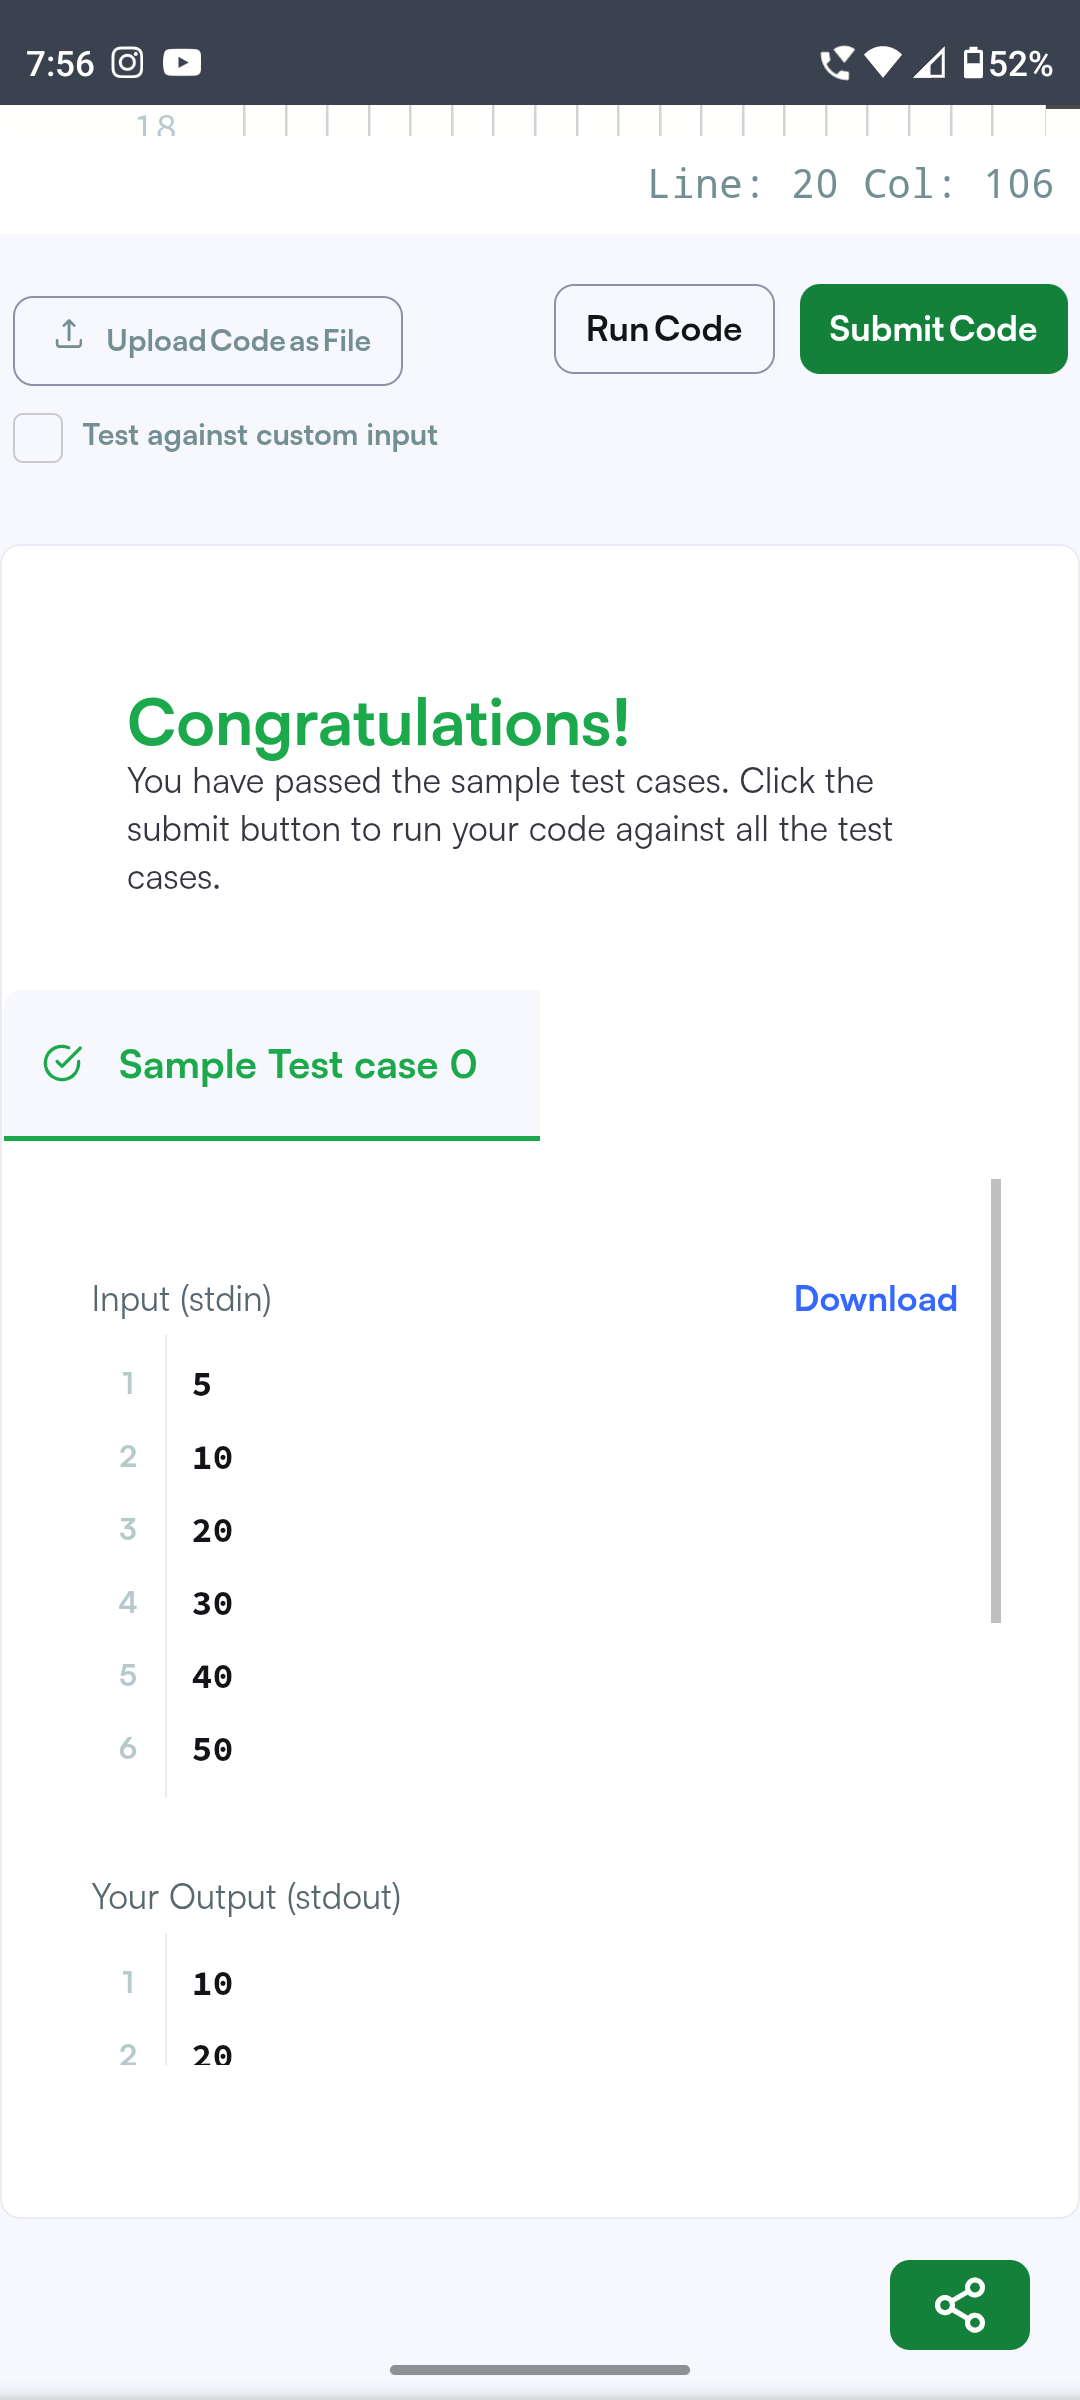 7:56 52%
18
Line: 20 Col: 106
Upload Code as File Run Code Submit Code
Test against custom input
Congratulations!
You have passed the sample test cases. Click the
submit button to run your code against all the test
cases.
Sample Test case 0
Input (stdin) Download
1 5
2 10
3 20
4 30
5 40
6 50
Your Output (stdout)
1 10
2 20